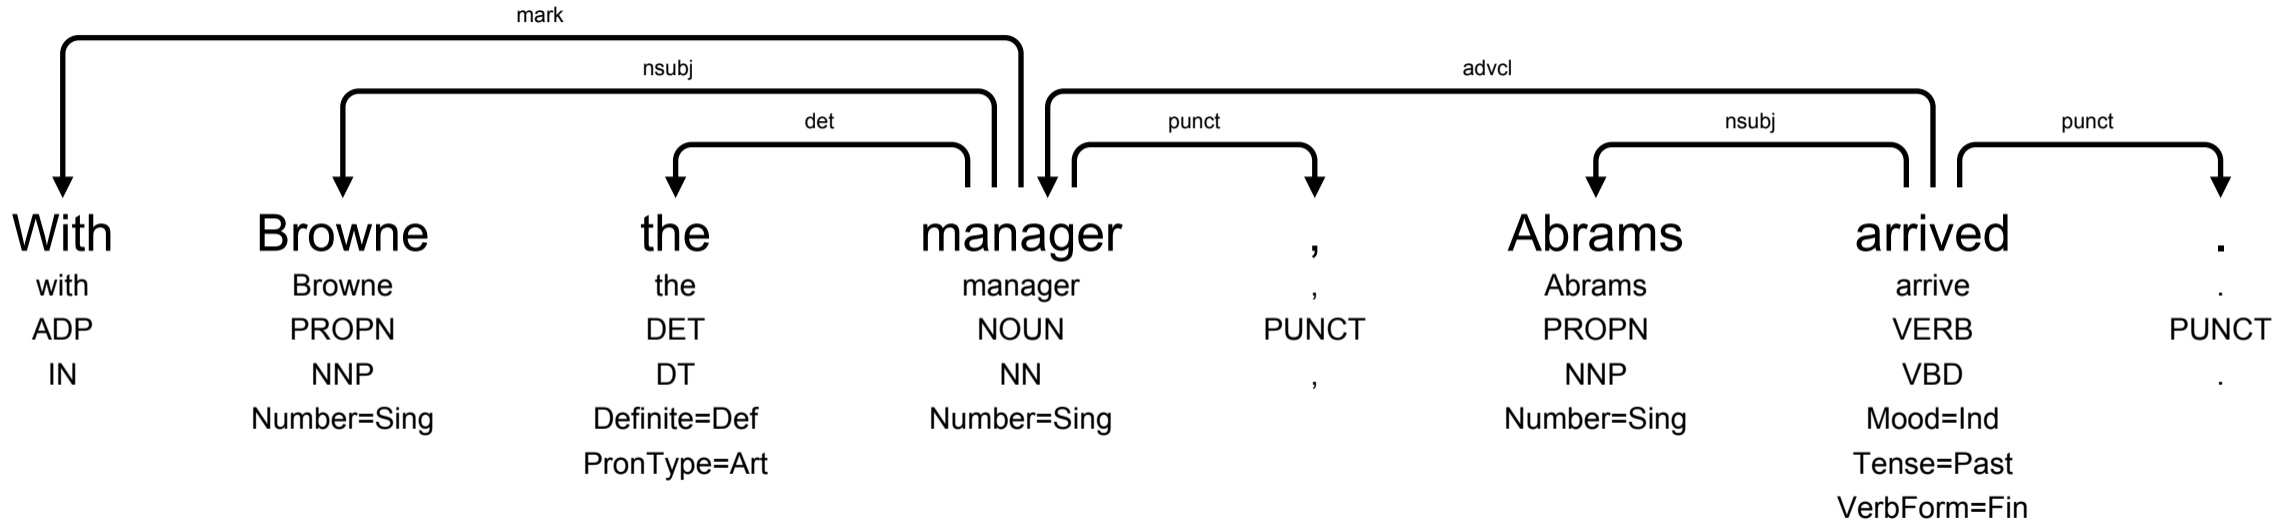 mark
nsubj advcl
det punct nsubj punct
With Browne the manager , Abrams arrived .
with Browne the manager , Abrams arrive .
ADP PROPN DET NOUN PUNCT PROPN VERB PUNCT
IN NNP DT NN , NNP VBD .
Number=Sing Definite=Def Number=Sing Number=Sing Mood=Ind
PronType=Art Tense=Past
VerbForm=Fin